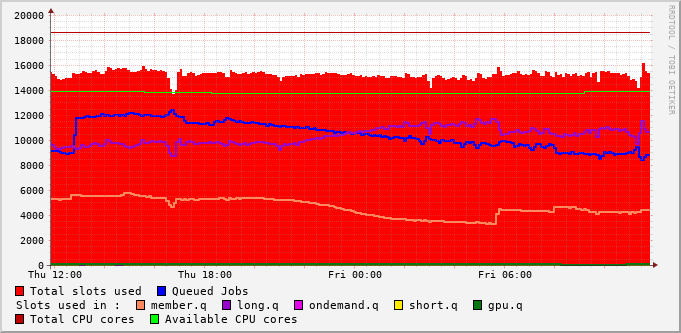 20000
18000
16000
14000
12000
10000
8000
6000
4000
2000
0
Thu 12:00 Thu 18:00 Fri 00:00 Fri 06:00
RRDTOOL / TOBI OETIKER
Total slots used Queued Jobs
Slots used in : member.q long.q ondemand.q short.q gpu.q
Total CPU cores Available CPU cores